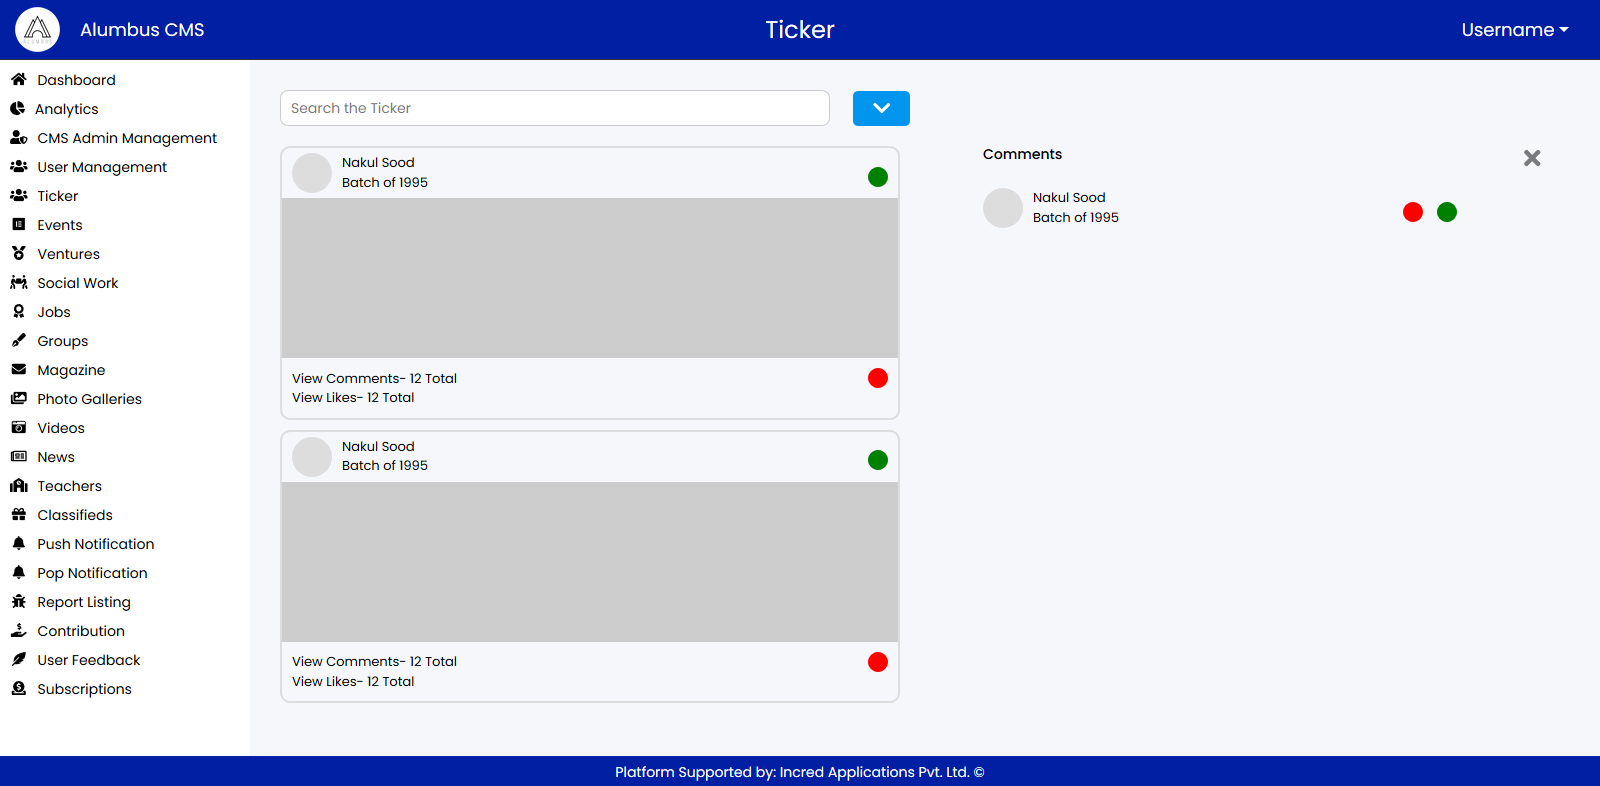 ALUMBUS
Alumbus CMS
Ticker
Username
Dashboard
Analytics
CMS Admin Management
User Management
Ticker
Events
Ventures
Social Work
Jobs
Groups
Magazine
Photo Galleries
Videos
News
Teachers
Classifieds
Push Notification
Pop Notification
Report Listing
Contribution
User Feedback
Subscriptions
Search the Ticker
Nakul Sood
Batch of 1995
View Comments- 12 Total
View Likes- 12 Total
Nakul Sood
Batch of 1995
View Comments- 12 Total
View Likes- 12 Total
Comments
Nakul Sood
Batch of 1995
Platform Supported by: Incred Applications Pvt. Ltd. ©